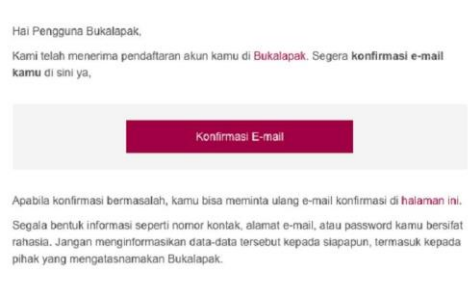 Hai Pengguna Bukalapak,
Kami telah menerima pendaftaran akun kamu di Bukalapak. Segera konfirmasi e-mail
kamu di sini ya,
Konfirmasi E-mail
Apabila konfirmasi bermasalah, kamu bisa meminta ulang e-mail konfirmasi di halaman ini.
Segala bentuk informasi seperti nomor kontak, alamat e-mail, atau password kamu bersifat
rahasia. Jangan menginformasikan data-data tersebut kepada siapapun, termasuk kepada
pihak yang mengatasnamakan Bukalapak.